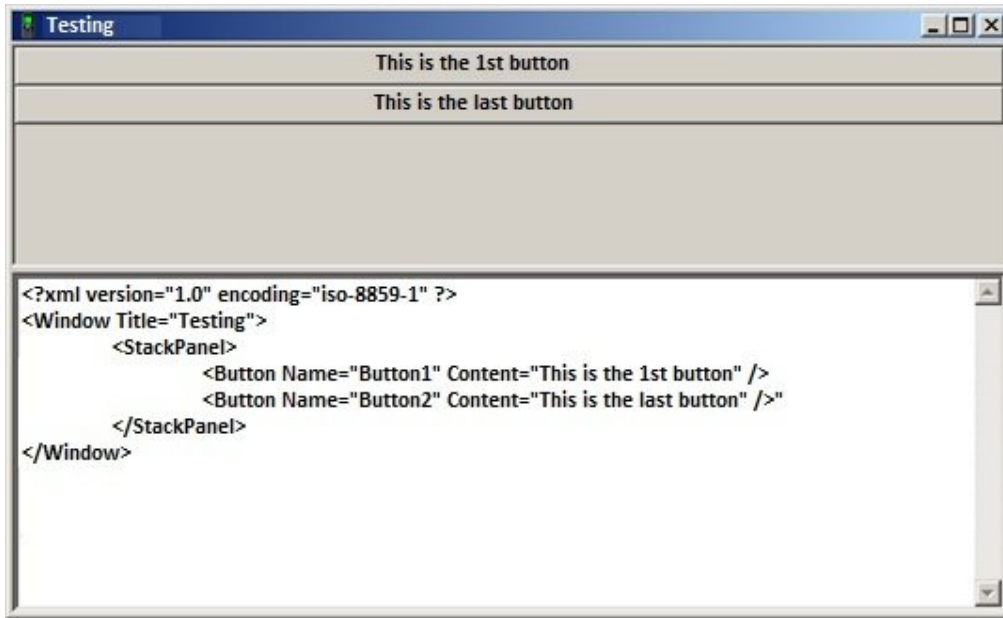 Testing
This is the 1st button
This is the last button
<?xml version="1.0" encoding="iso-8859-1" ?>
<Window Title="Testing">
<StackPanel>
<Button Name="Button1" Content="This is the 1st button" />
<Button Name="Button2" Content="This is the last button" />"
</StackPanel>
</Window>